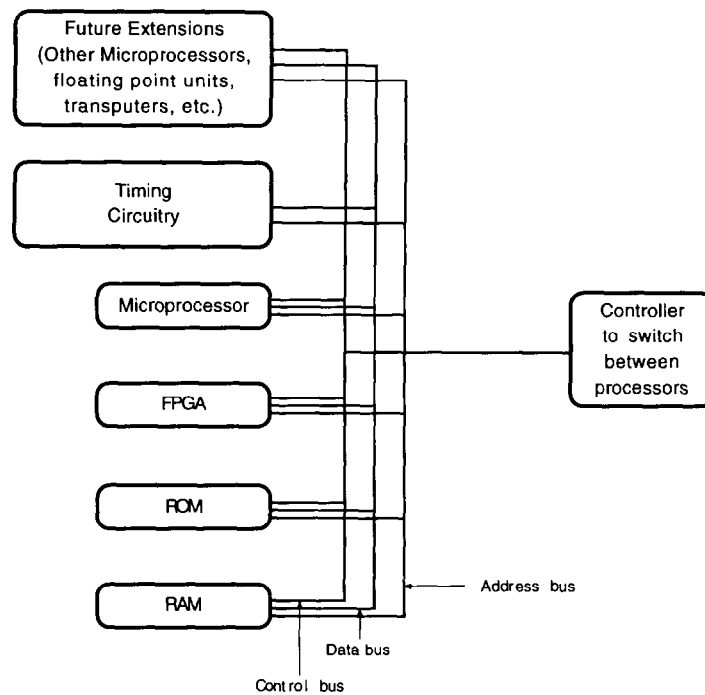 Future Extensions
(Other Microprocessors,
floating point units,
transputers, etc.)
Timing
Circuitry
Microprocessor
Controller
to switch
between
processors
FPGA
ROM
RAM
Address bus
Data bus
Control bus